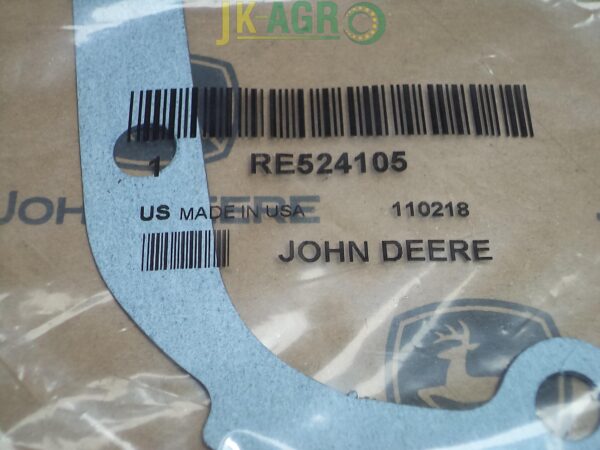 JK-AGRO
1 RE524105
JOHN DEERE
US MADE IN USA 110218
JOHN DEERE